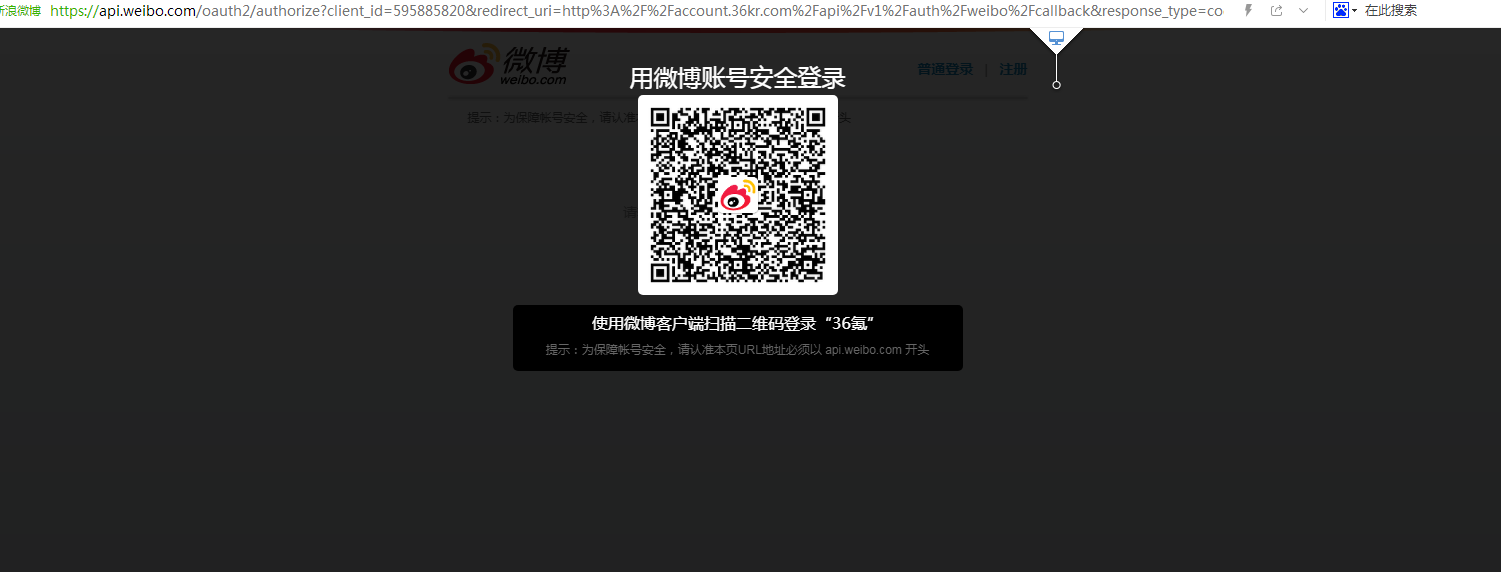 新浪微博 https://api.weibo.com/oauth2/authorize?client_id=595885820&redirect_uri=http%3A%2F%2Faccount.36kr.com%2Fapi%2Fv1%2Fauth%2Fweibo%2Fcallback&response_type=co 在此搜索
微博
weibo.com
用微博账号安全登录
普通登录 | 注册
提示：为保障帐号安全，请认准
头
使用微博客户端扫描二维码登录“36氪”
提示：为保障帐号安全，请认准本页URL地址必须以 api.weibo.com 开头